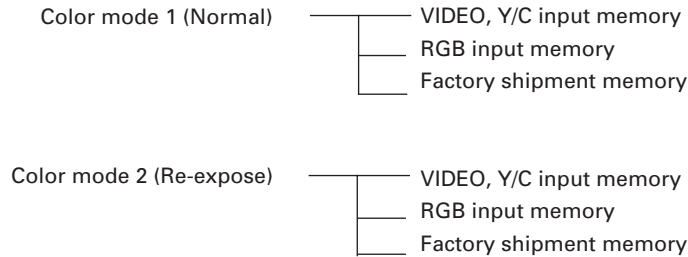 Color mode 1 (Normal) VIDEO, Y/C input memory
RGB input memory
Factory shipment memory
Color mode 2 (Re-expose) VIDEO, Y/C input memory
RGB input memory
Factory shipment memory